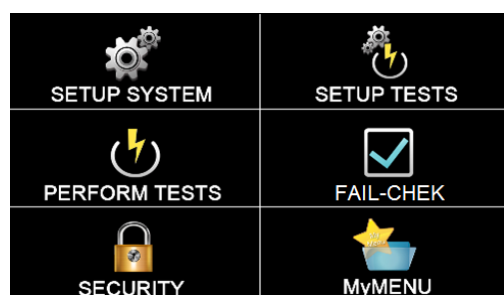 SETUP SYSTEM
SETUP TESTS
PERFORM TESTS
FAIL-CHEK
SECURITY
MyMENU